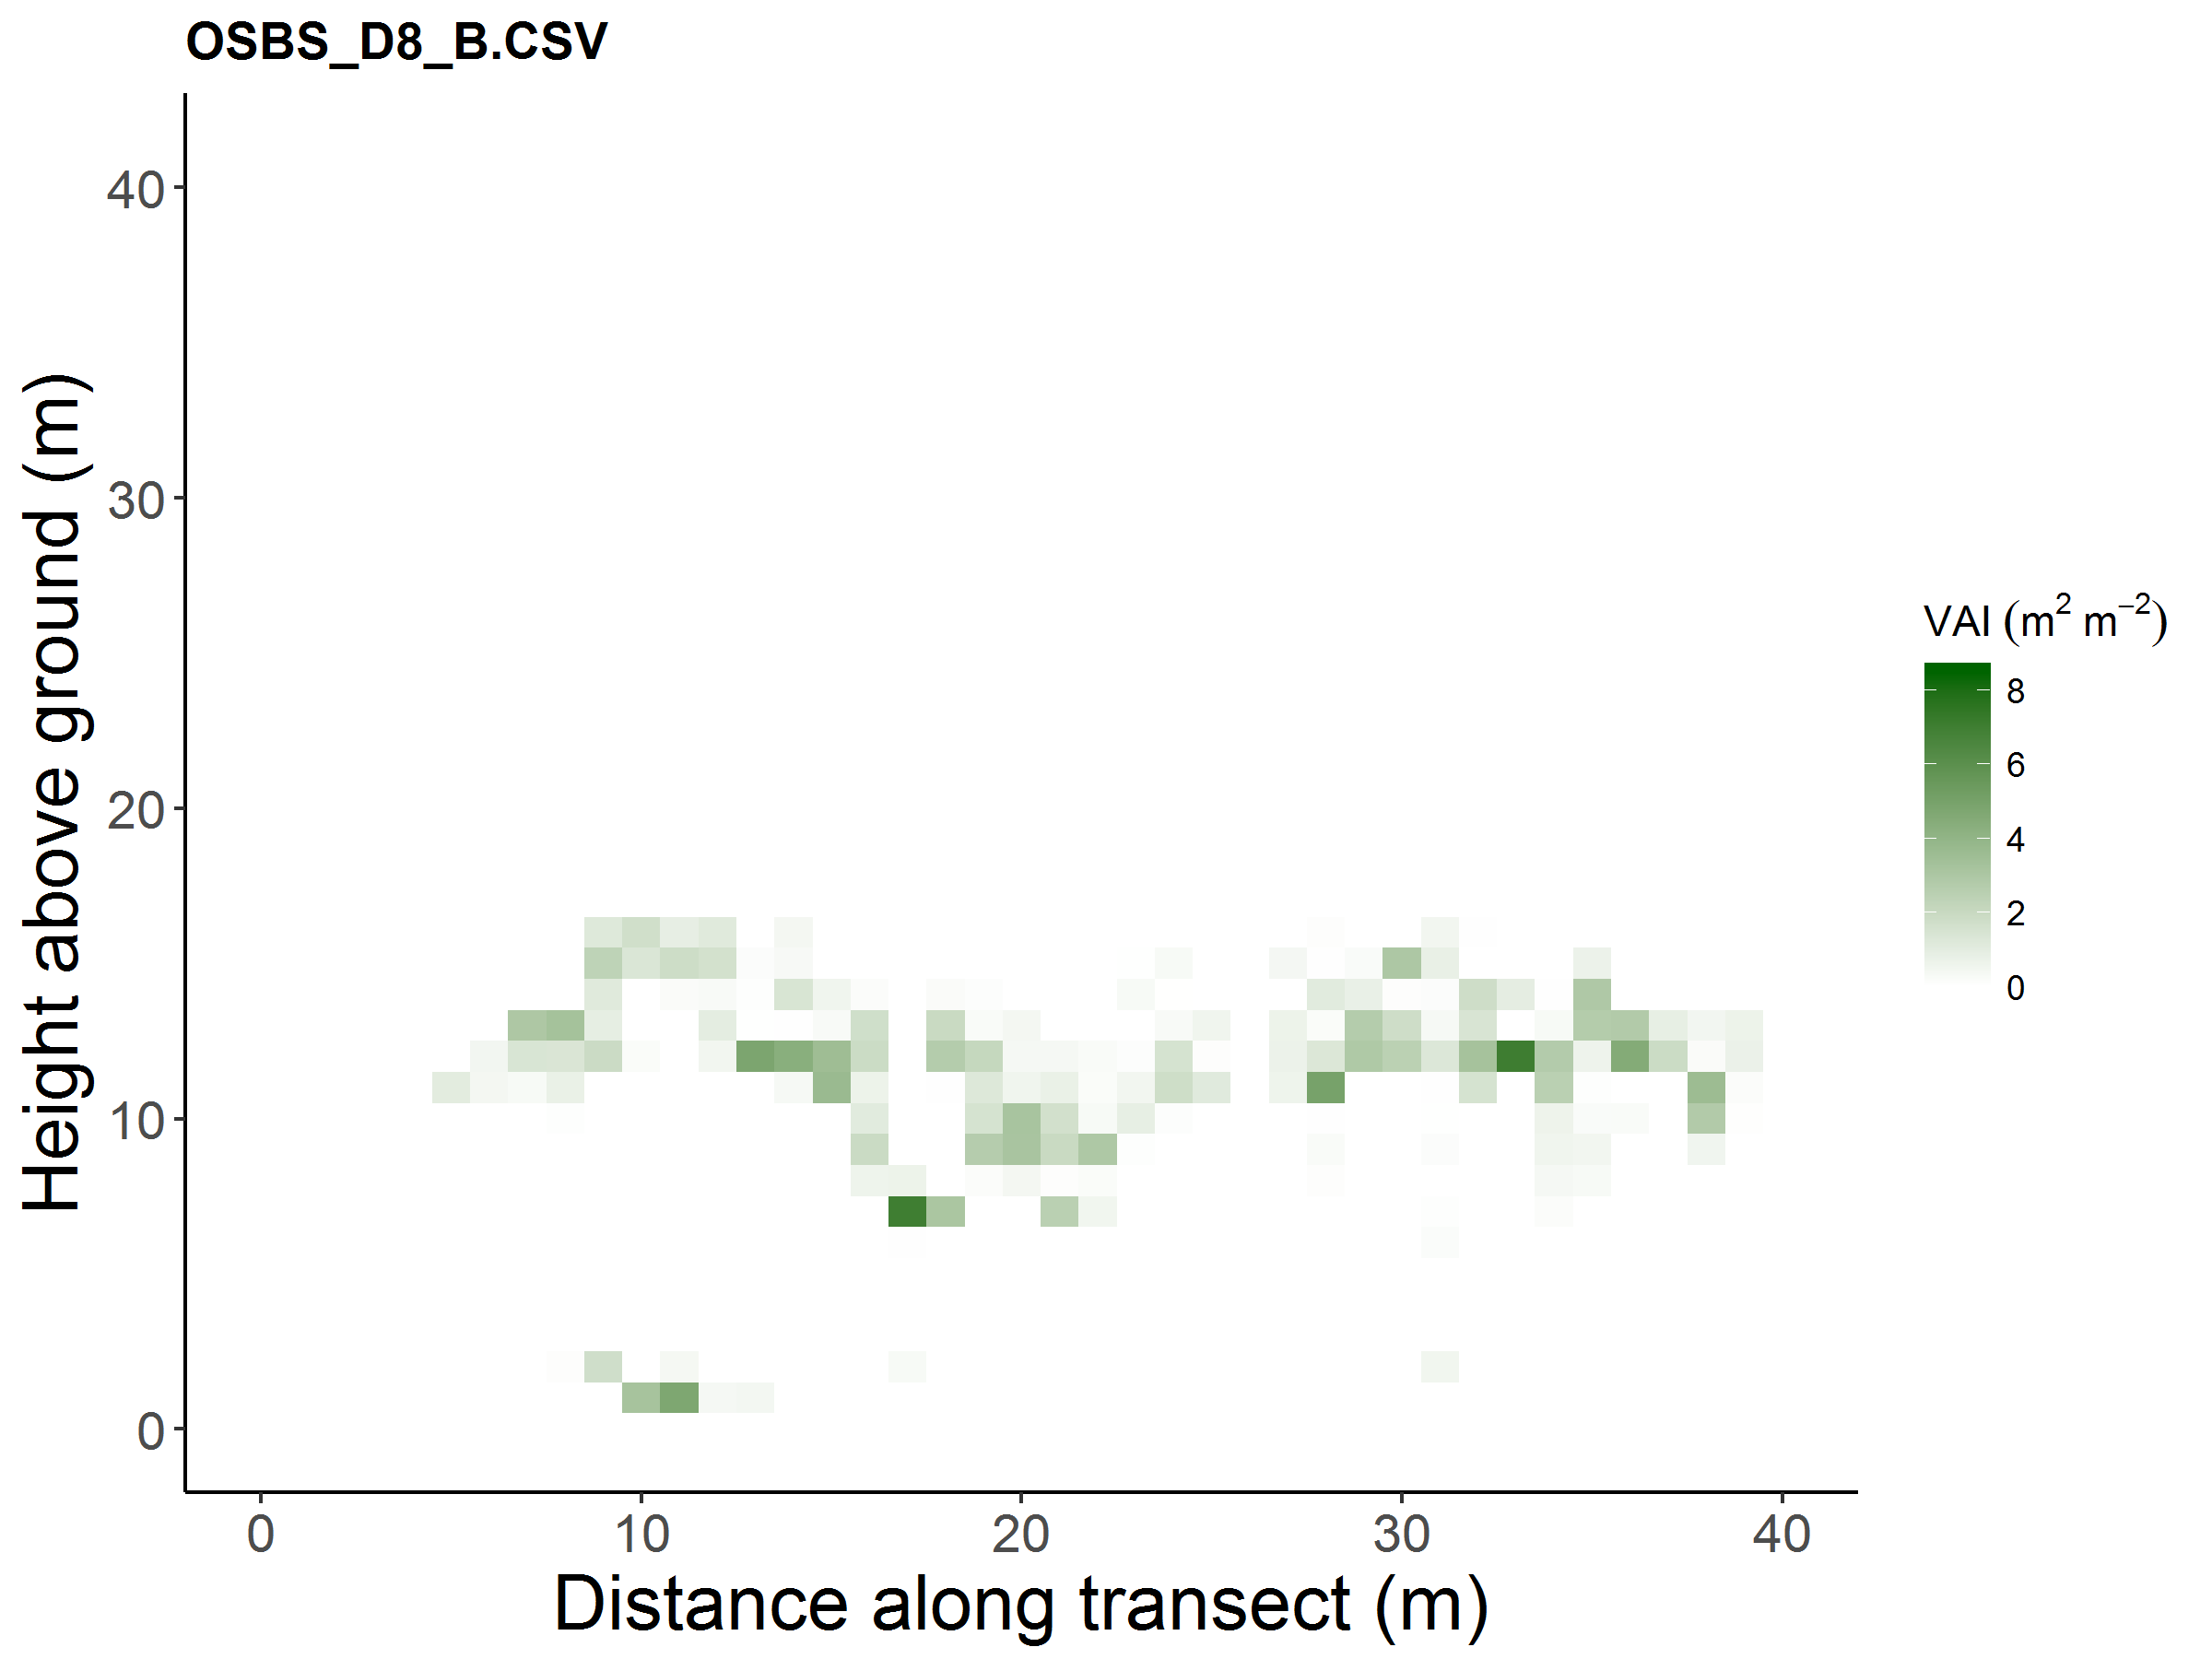 OSBS_D8_B.CSV
Height above ground (m)
40
30
20
10
0
0 10 20 30 40
Distance along transect (m)
VAI (m² m⁻²)
8
6
4
2
0